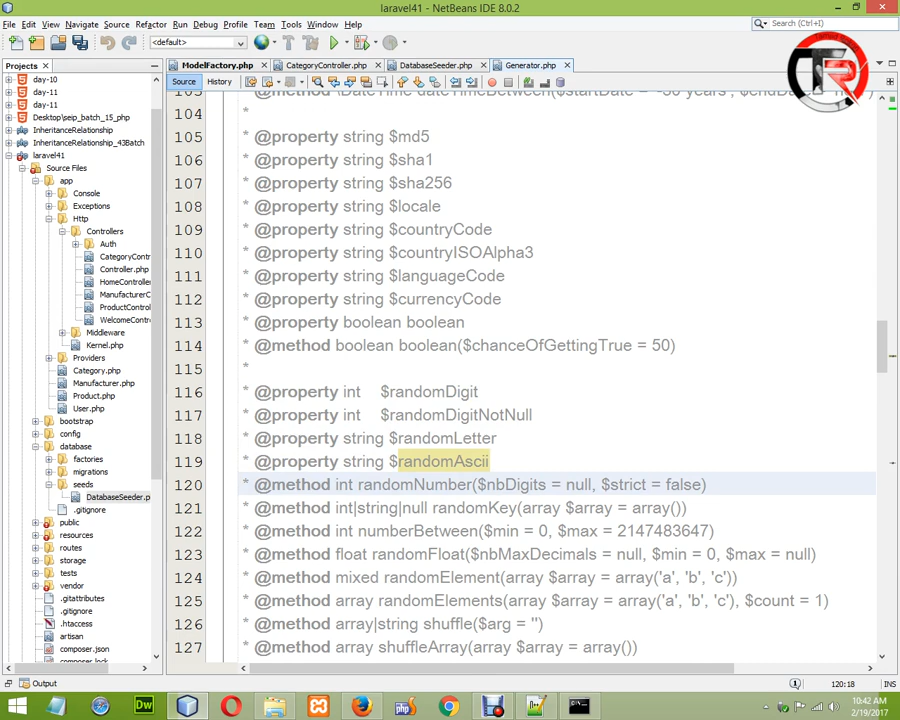 laravel41 - NetBeans IDE 8.0.2
File Edit View Navigate Source Refactor Run Debug Profile Team Tools Window Help
Search (Ctrl+I)
<default>
Projects
ModelFactory.php CategoryController.php DatabaseSeeder.php Generator.php
Source History
day-10
day-11
day-11
Desktop\seip_batch_15_php
InheritanceRelationship
InheritanceRelationship_43Batch
laravel41
Source Files
app
Console
Exceptions
Http
Controllers
Auth
CategoryContr
Controller.php
HomeController
ManufacturerC
ProductControl
WelcomeContr
Middleware
Kernel.php
Providers
Category.php
Manufacturer.php
Product.php
User.php
bootstrap
config
database
factories
migrations
seeds
DatabaseSeeder.p
.gitignore
public
resources
routes
storage
tests
vendor
.gitattributes
.gitignore
.htaccess
artisan
composer.json
composer.lock
104 *
105 * @property string $md5
106 * @property string $sha1
107 * @property string $sha256
108 * @property string $locale
109 * @property string $countryCode
110 * @property string $countryISOAlpha3
111 * @property string $languageCode
112 * @property string $currencyCode
113 * @property boolean boolean
114 * @method boolean boolean($chanceOfGettingTrue = 50)
115 *
116 * @property int $randomDigit
117 * @property int $randomDigitNotNull
118 * @property string $randomLetter
119 * @property string $randomAscii
120 * @method int randomNumber($nbDigits = null, $strict = false)
121 * @method int|string|null randomKey(array $array = array())
122 * @method int numberBetween($min = 0, $max = 2147483647)
123 * @method float randomFloat($nbMaxDecimals = null, $min = 0, $max = null)
124 * @method mixed randomElement(array $array = array('a', 'b', 'c'))
125 * @method array randomElements(array $array = array('a', 'b', 'c'), $count = 1)
126 * @method array|string shuffle($arg = '')
127 * @method array shuffleArray(array $array = array())
Output
120:18 INS
Dw
php
10:42 AM
2/19/2017